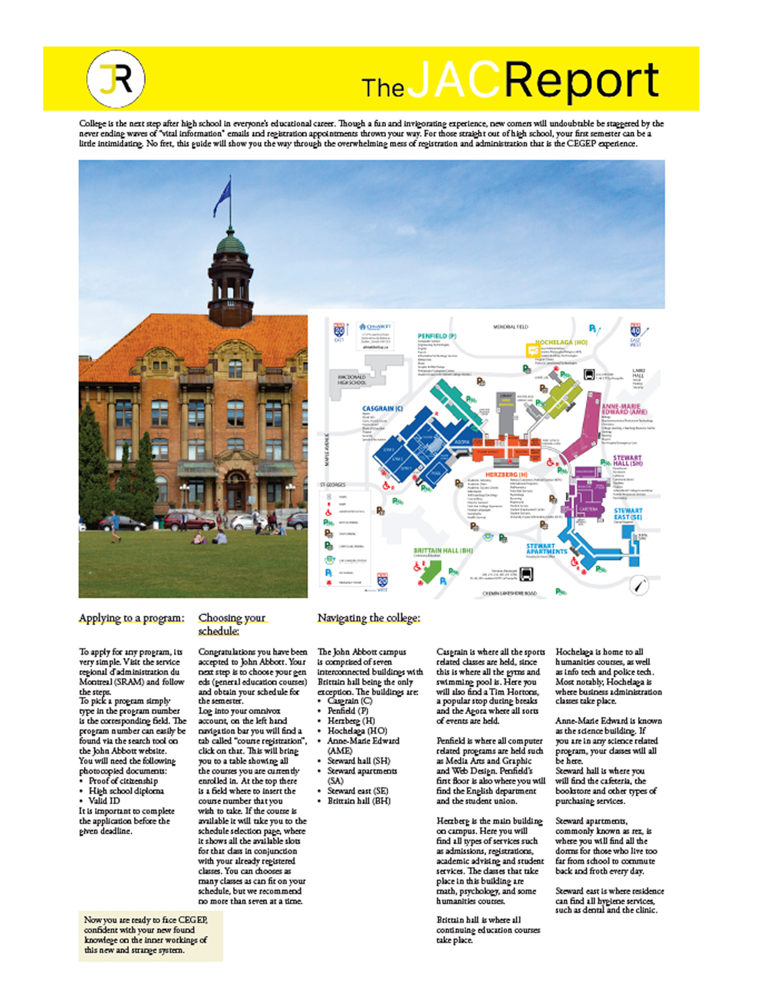 JR
The JACReport
College is the next step after high school in everyone's educational career. Though a fun and invigorating experience, new comers will undoubtable be staggered by the
never ending waves of "vital information" emails and registration appointments thrown your way. For those straight out of high school, your first semester can be a
little intimidating. No fret, this guide will show you the way through the overwhelming mess of registration and administration that is the CEGEP experience.
MEMORIAL FIELD
PENFIELD (P)
HOCHELAGA (HO)
MACDONALD
HIGH SCHOOL
LAIRD
HALL
CASGRAIN (C)
ANNE-MARIE
EDWARD (AME)
AGORA
MAPLE AVENUE
STEWART
HALL (SH)
HERZBERG (H)
ST-GEORGES
CAFETERIA
STEWART
EAST (SE)
STEWART
APARTMENTS
BRITTAIN HALL (BH)
20
WEST
CHEMIN LAKESHORE ROAD
Applying to a program:
To apply for any program, its
very simple. Visit the service
regional d'administration du
Montreal (SRAM) and follow
the steps.
To pick a program simply
type in the program number
is the corresponding field. The
program number can easily be
found via the search tool on
the John Abbott website.
You will need the following
photocopied documents:
• Proof of citizenship
• High school diploma
• Valid ID
It is important to complete
the application before the
given deadline.
Choosing your
schedule:
Congratulations you have been
accepted to John Abbott. Your
next step is to choose your gen
eds (general education courses)
and obtain your schedule for
the semester.
Log into your omnivox
account, on the left hand
navigation bar you will find a
tab called "course registration",
click on that. This will bring
you to a table showing all
the courses you are currently
enrolled in. At the top there
is a field where to insert the
course number that you
wish to take. If the course is
available it will take you to the
schedule selection page, where
it shows all the available slots
for that class in conjunction
with your already registered
classes. You can choose as
many classes as can fit on your
schedule, but we recommend
no more than seven at a time.
Navigating the college:
The John Abbott campus
is comprised of seven
interconnected buildings with
Brittain hall being the only
exception. The buildings are:
• Casgrain (C)
• Penfield (P)
• Herzberg (H)
• Hochelaga (HO)
• Anne-Marie Edward
(AME)
• Steward hall (SH)
• Steward apartments
(SA)
• Steward east (SE)
• Brittain hall (BH)
Casgrain is where all the sports
related classes are held, since
this is where all the gyms and
swimming pool is. Here you
will also find a Tim Hortons,
a popular stop during breaks
and the Agora where all sorts
of events are held.
Penfield is where all computer
related programs are held such
as Media Arts and Graphic
and Web Design. Penfield's
first floor is also where you will
find the English department
and the student union.
Herzberg is the main building
on campus. Here you will
find all types of services such
as admissions, registrations,
academic advising and student
services. The classes that take
place in this building are
math, psychology, and some
humanities courses.
Brittain hall is where all
continuing education courses
take place.
Hochelaga is home to all
humanities courses, as well
as info tech and police tech.
Most notably, Hochelaga is
where business administration
classes take place.
Anne-Marie Edward is known
as the science building. If
you are in any science related
program, your classes will all
be here.
Steward hall is where you
will find the cafeteria, the
bookstore and other types of
purchasing services.
Steward apartments,
commonly known as rez, is
where you will find all the
dorms for those who live too
far from school to commute
back and froth every day.
Steward east is where residence
can find all hygiene services,
such as dental and the clinic.
Now you are ready to face CEGEP,
confident with your new found
knowlege on the inner workings of
this new and strange system.